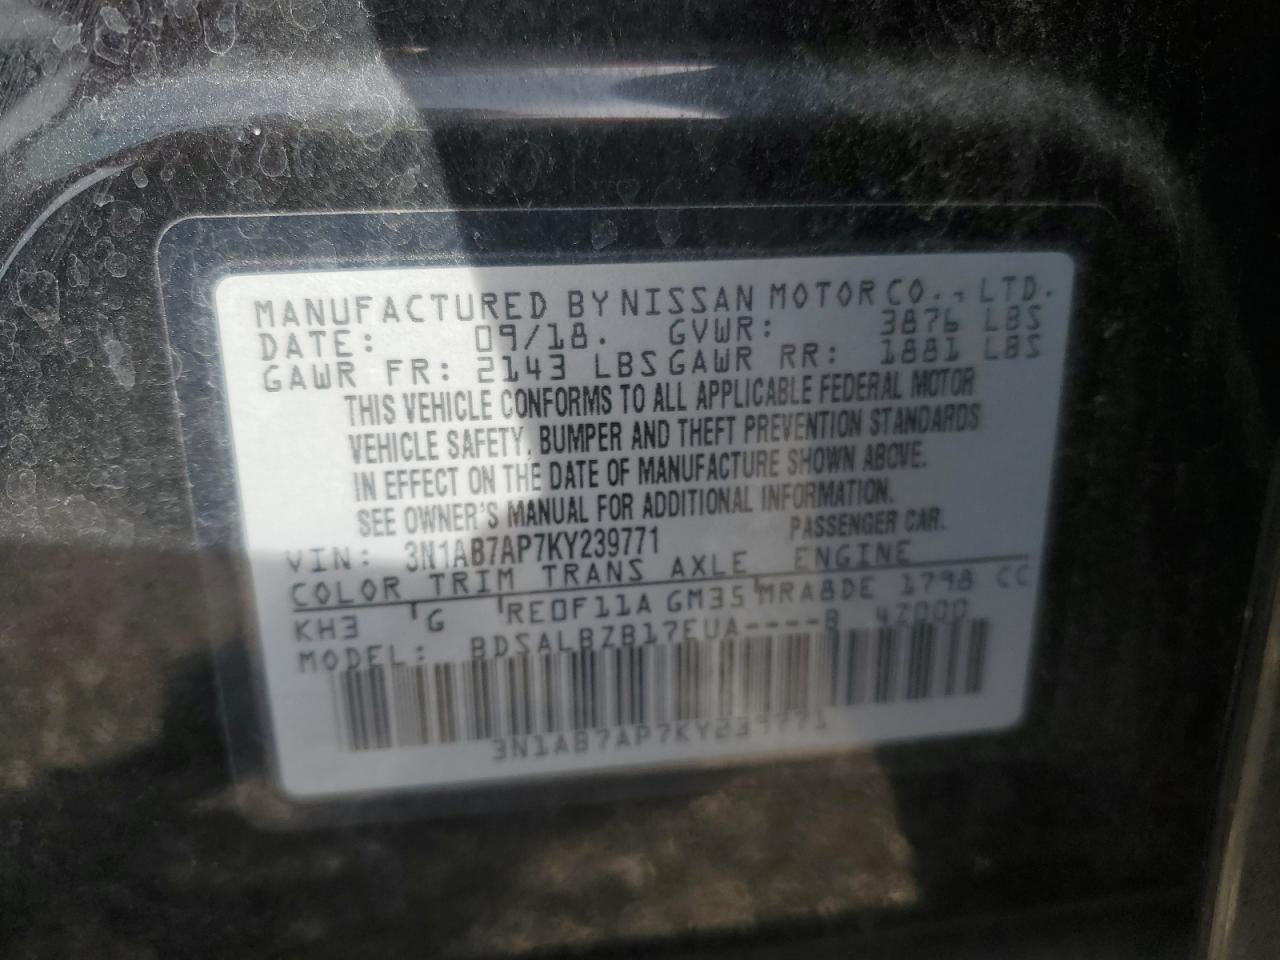 MANUFACTURED BY NISSAN MOTOR CO., LTD.
DATE: 09/18. GVWR: 3876 LBS
GAWR FR: 2143 LBS GAWR RR: 1881 LBS
THIS VEHICLE CONFORMS TO ALL APPLICABLE FEDERAL MOTOR
VEHICLE SAFETY, BUMPER AND THEFT PREVENTION STANDARDS
IN EFFECT ON THE DATE OF MANUFACTURE SHOWN ABOVE.
SEE OWNER'S MANUAL FOR ADDITIONAL INFORMATION.
VIN: 3N1AB7AP7KY239771 PASSENGER CAR.
COLOR TRIM TRANS AXLE ENGINE
KH3 G RE0F11A GM35 MRA8DE 1798 CC
MODEL: BDSALBZB17EUA----B 4Z000
3N1AB7AP7KY239771